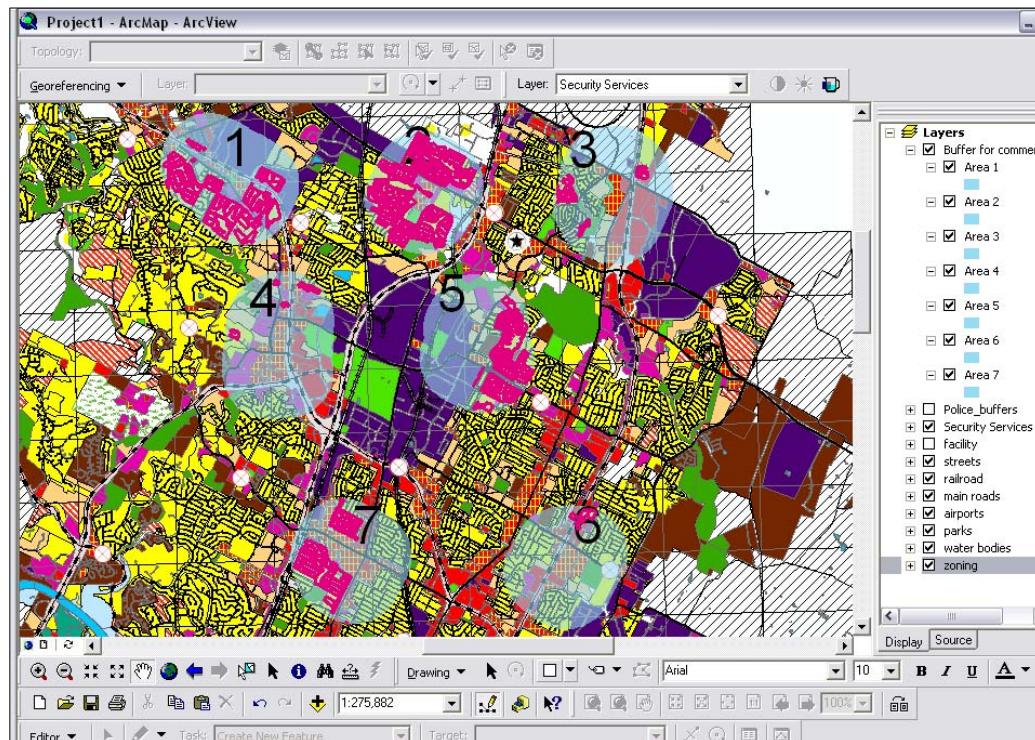 Project1 - ArcMap - ArcView
Topology:
Georeferencing Layer: Layer: Security Services
Layers
Buffer for comme
Area 1
Area 2
Area 3
Area 4
Area 5
Area 6
Area 7
Police_buffers
Security Services
facility
streets
railroad
main roads
airports
parks
water bodies
zoning
1
2
3
4
5
7
6
Display Source
Drawing Arial 10 B I U A
1:275,882 100%
Editor Task: Create New Feature Target: